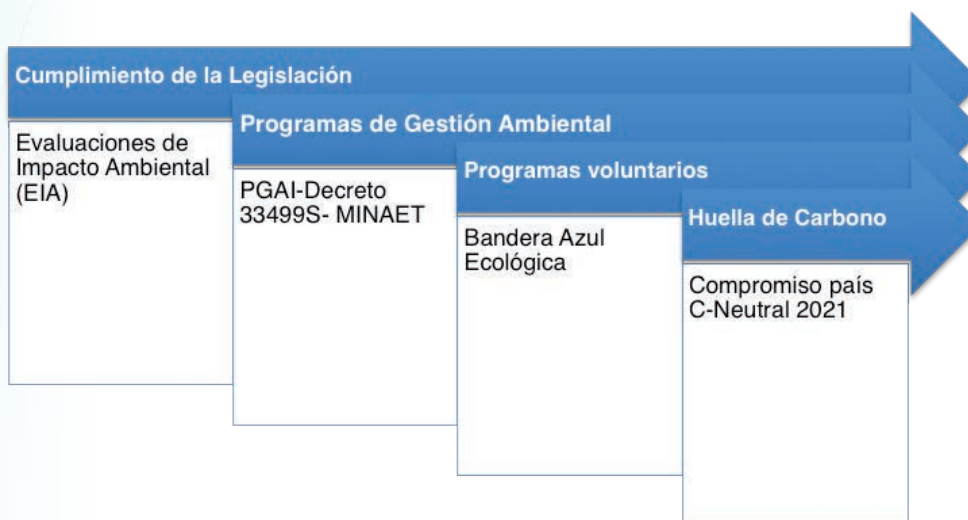 Cumplimiento de la Legislación
Evaluaciones de
Impacto Ambiental
(EIA)
Programas de Gestión Ambiental
PGAI-Decreto
33499S- MINAET
Programas voluntarios
Bandera Azul
Ecológica
Huella de Carbono
Compromiso país
C-Neutral 2021